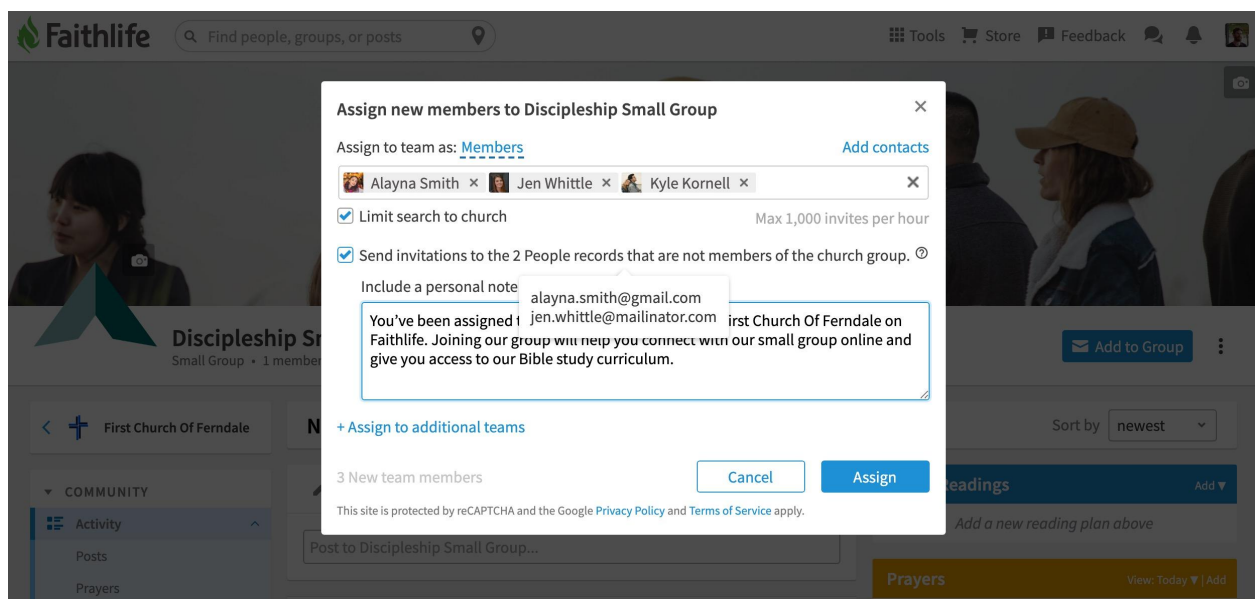 Faithlife
Find people, groups, or posts
Tools
Store
Feedback
Assign new members to Discipleship Small Group
Assign to team as: Members
Add contacts
Alayna Smith × Jen Whittle × Kyle Kornell ×
Limit search to church
Max 1,000 invites per hour
Send invitations to the 2 People records that are not members of the church group.
Include a personal note
alayna.smith@gmail.com
jen.whittle@mailinator.com
You've been assigned irst Church Of Ferndale on
Faithlife. Joining our group will help you connect with our small group online and
give you access to our Bible study curriculum.
Discipleship
Small Group • 1 member
Add to Group
First Church Of Ferndale
+ Assign to additional teams
Sort by newest
3 New team members
Cancel
Assign
This site is protected by reCAPTCHA and the Google Privacy Policy and Terms of Service apply.
COMMUNITY
Activity
Posts
Prayers
Post to Discipleship Small Group...
eadings
Add ▼
Add a new reading plan above
Prayers
View: Today ▼ | Add